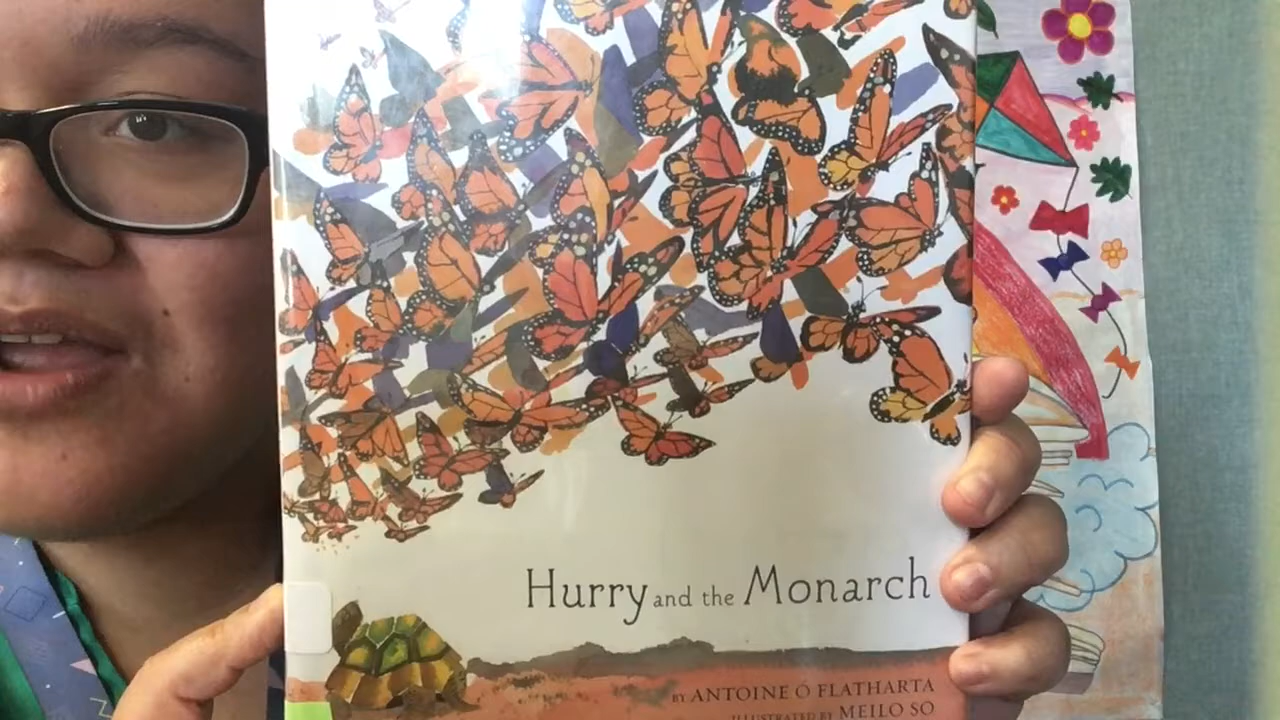 Hurry and the Monarch
BY ANTOINE Ó FLATHARTA
ILLUSTRATED BY MEILO SO